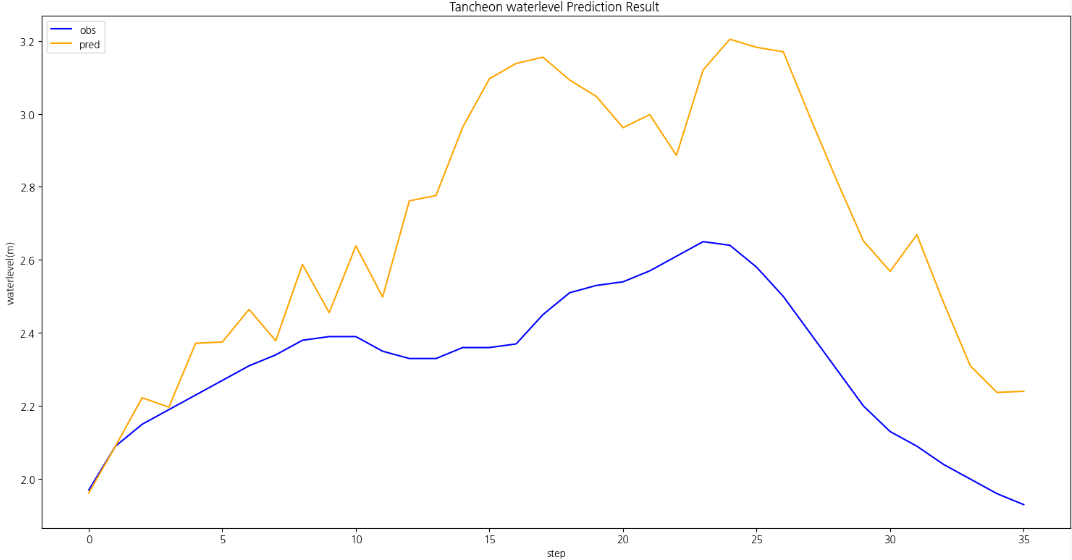 Tancheon waterlevel Prediction Result
obs
pred
3.2
3.0
2.8
2.6
2.4
2.2
2.0
waterlevel(m)
0 5 10 15 20 25 30 35
step